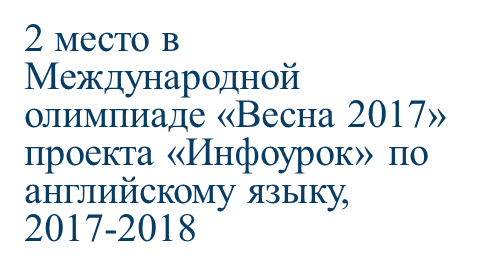 2 место в
Международной
олимпиаде «Весна 2017»
проекта «Инфоурок» по
английскому языку,
2017-2018